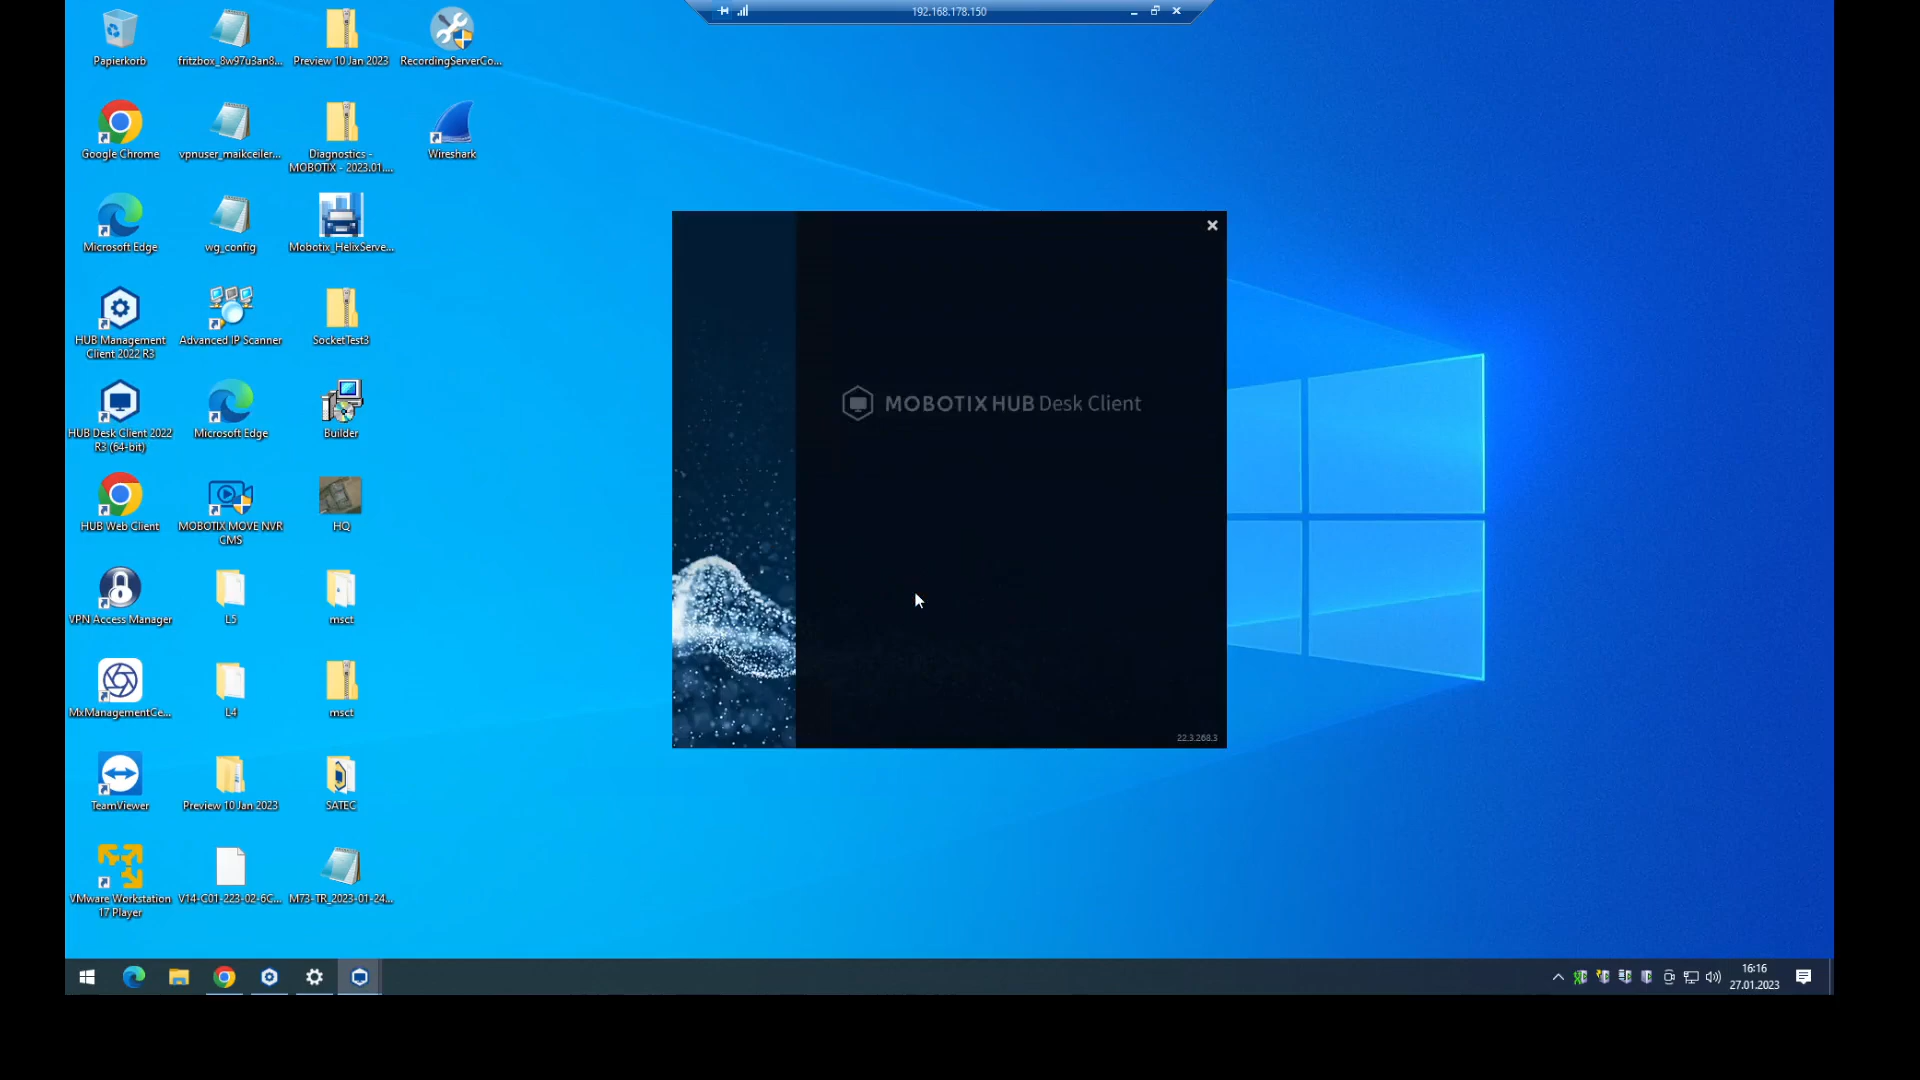 192.168.178.150
Papierkorb
fritzbox_8w97u3an8...
Preview 10 Jan 2023
RecordingServerCo...
Google Chrome
vpnuser_maikceiler...
Diagnostics -
MOBOTIX - 2023.01....
Wireshark
Microsoft Edge
wg_config
Mobotix_HelixServe...
HUB Management
Client 2022 R3
Advanced IP Scanner
SocketTest3
HUB Desk Client 2022
R3 (64-bit)
Microsoft Edge
Builder
HUB Web Client
MOBOTIX MOVE NVR
CMS
HQ
VPN Access Manager
L5
msct
MxManagementCe...
L4
msct
TeamViewer
Preview 10 Jan 2023
SATEC
VMware Workstation
17 Player
V14-C01-223-02-6C...
M73-TR_2023-01-24...
MOBOTIX HUB Desk Client
22.3.268.3
16:16
27.01.2023